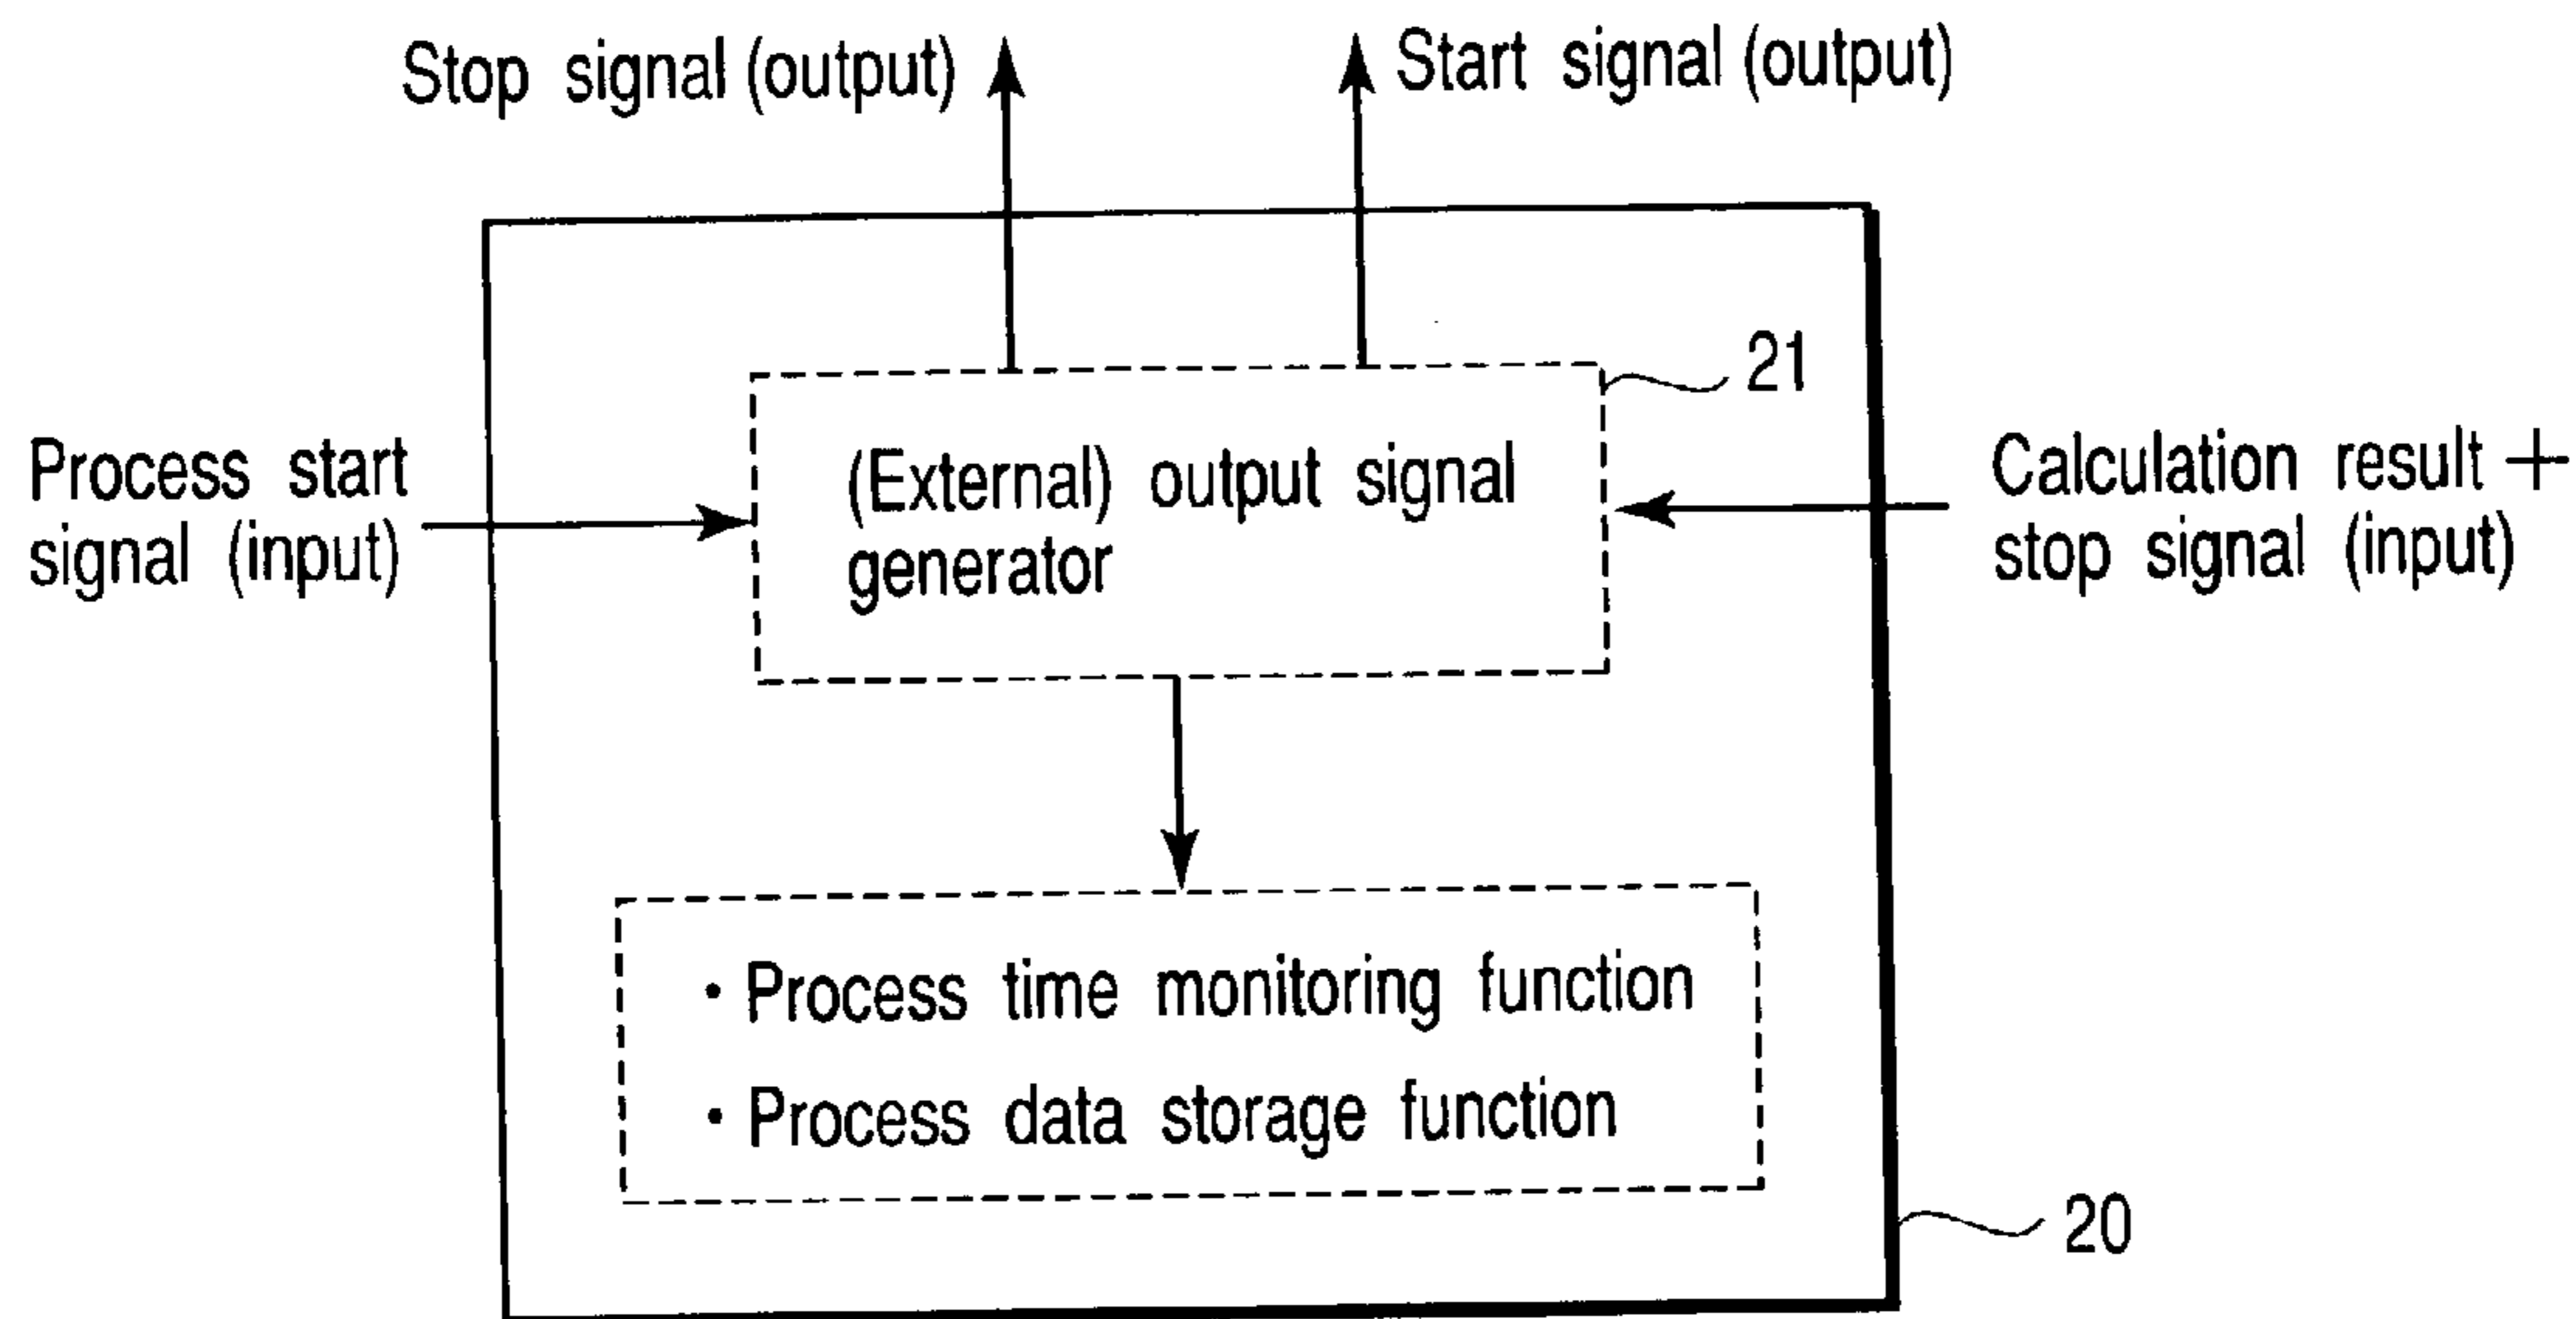 Stop signal (output)
Start signal (output)
21
Process start
signal (input)
(External) output signal
generator
Calculation result +
stop signal (input)
· Process time monitoring function
· Process data storage function
20